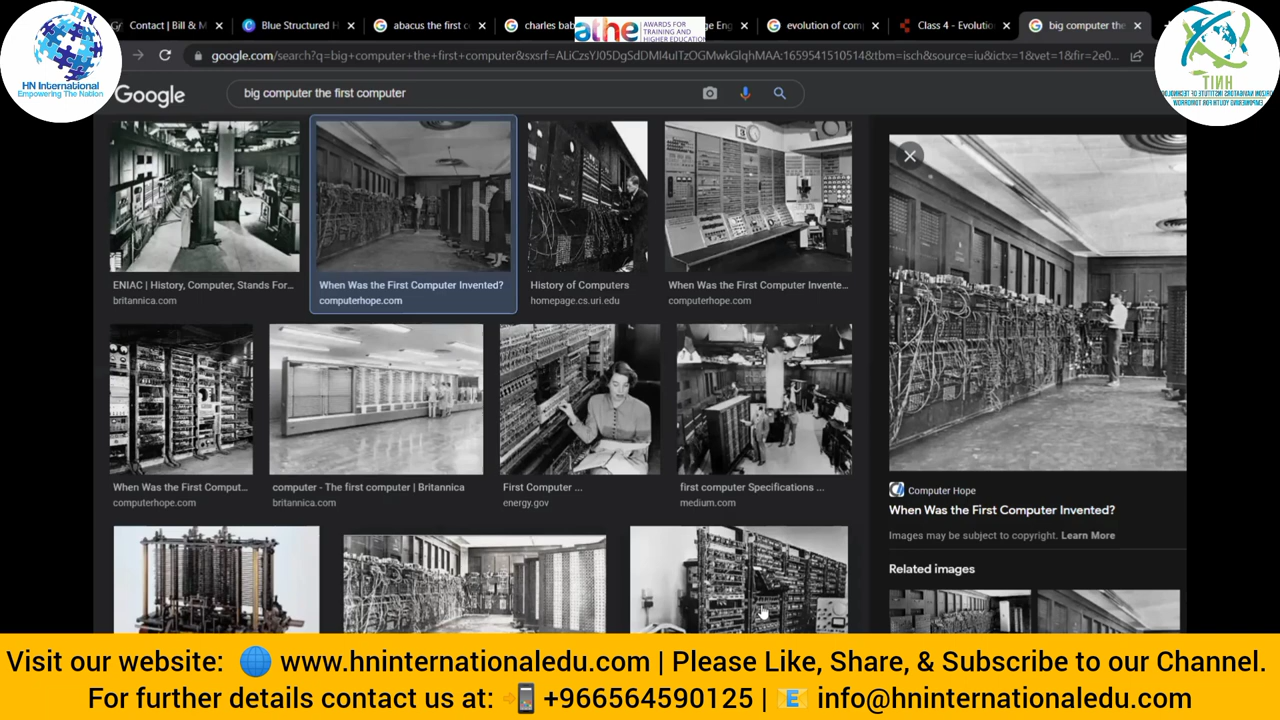 Contact | Bill & M
Blue Structured H
abacus the first c
charles bab
Eng
evolution of com
Class 4 - Evolutio
big computer the
HN
HN International
Empowering The Nation
athe
AWARDS FOR
TRAINING AND
HIGHER EDUCATION
HNIT
google.com/search?q=big+computer+the+first+computer&sxsrf=ALiCzsYJ05DgSdDMl4uITzOGMwkGlqhMAA:1659541510514&tbm=isch&source=iu&ictx=1&vet=1&fir=2e0...
Google
big computer the first computer
ENIAC | History, Computer, Stands For...
britannica.com
When Was the First Computer Invented?
computerhope.com
History of Computers
homepage.cs.uri.edu
When Was the First Computer Invente...
computerhope.com
When Was the First Comput...
computerhope.com
computer - The first computer | Britannica
britannica.com
First Computer ...
energy.gov
first computer Specifications ...
medium.com
Computer Hope
When Was the First Computer Invented?
Images may be subject to copyright. Learn More
Related images
Visit our website: 🌐 www.hninternationaledu.com | Please Like, Share, & Subscribe to our Channel.
For further details contact us at: 📲 +966564590125 | 📧 info@hninternationaledu.com